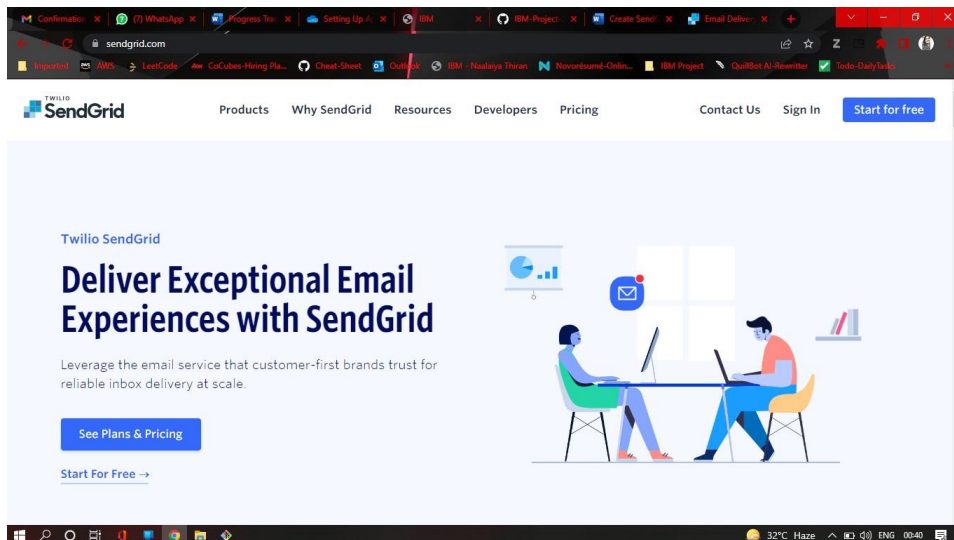 Confirmation
(7) WhatsApp
Progress Trac
Setting Up A
IBM
IBM-Project-
Create Send
Email Deliver
sendgrid.com
Z
Imported
AWS
LeetCode
CoCubes-Hiring Pla...
Cheat-Sheet
Outlook
IBM - Naalaiya Thiran
Novorésumé-Onlin...
IBM Project
QuillBot AI-Rewritter
Todo-DailyTasks
TWILIO
SendGrid
Products
Why SendGrid
Resources
Developers
Pricing
Contact Us
Sign In
Start for free
Twilio SendGrid
Deliver Exceptional Email
Experiences with SendGrid
Leverage the email service that customer-first brands trust for
reliable inbox delivery at scale.
See Plans & Pricing
Start For Free →
32°C Haze
ENG
00:40